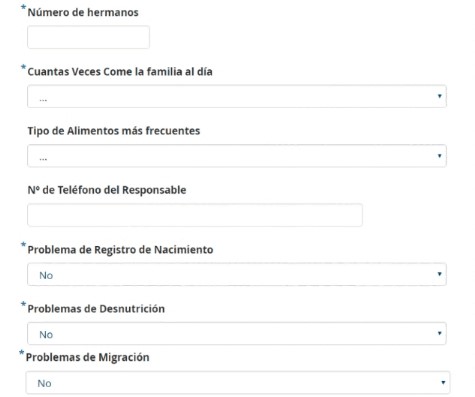 * Número de hermanos
* Cuantas Veces Come la familia al día
...
Tipo de Alimentos más frecuentes
...
Nº de Teléfono del Responsable
* Problema de Registro de Nacimiento
No
* Problemas de Desnutrición
No
* Problemas de Migración
No